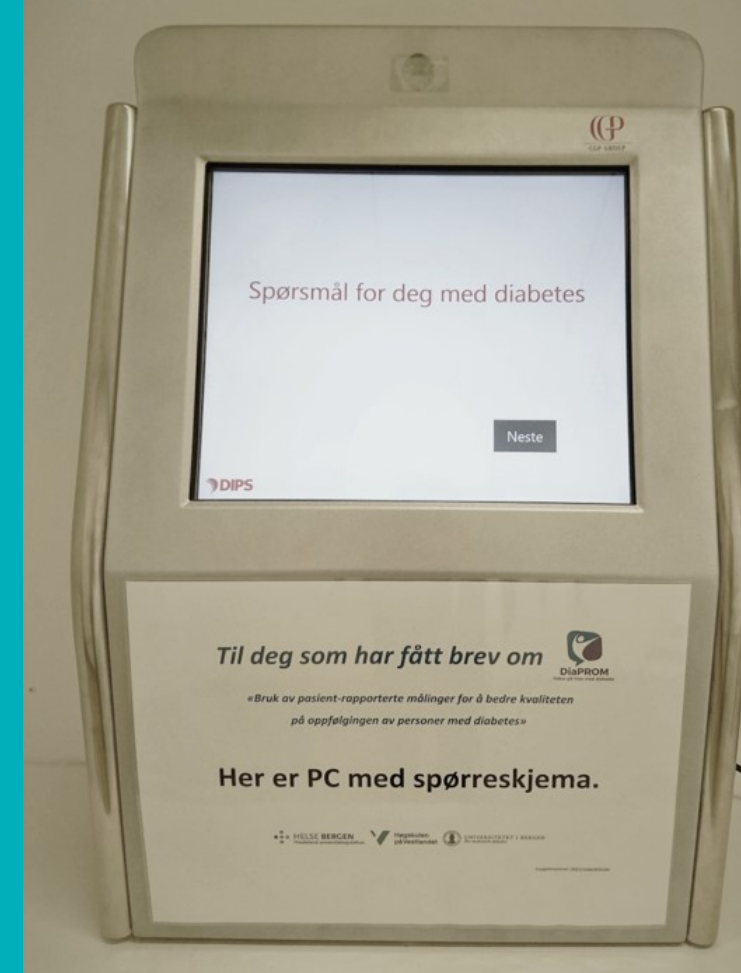 CGP GROUP
Spørsmål for deg med diabetes
Neste
DIPS
Til deg som har fått brev om
DiaPROM
«Bruk av pasient-rapporterte målinger for å bedre kvaliteten
på oppfølgingen av personer med diabetes»
Her er PC med spørreskjema.
HELSE BERGEN
Høgskulen
på Vestlandet
UNIVERSITETET I BERGEN